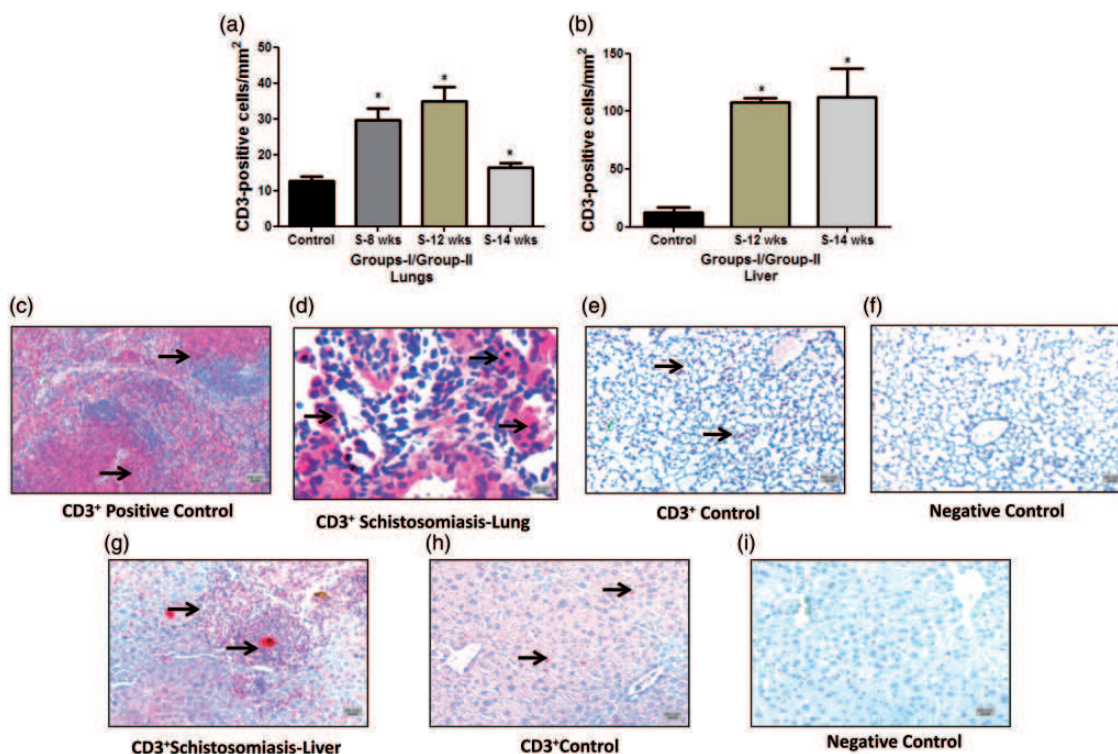 (a)
CD3-positive cells/mm²
50
40
30
20
10
0
*
*
*
Control S-8 wks S-12 wks S-14 wks
Groups-I/Group-II
Lungs
(b)
CD3-positive cells/mm²
150
100
50
0
*
*
Control S-12 wks S-14 wks
Groups-I/Group-II
Liver
(c)
CD3⁺ Positive Control
(d)
CD3⁺ Schistosomiasis-Lung
(e)
CD3⁺ Control
(f)
Negative Control
(g)
CD3⁺Schistosomiasis-Liver
(h)
CD3⁺Control
(i)
Negative Control